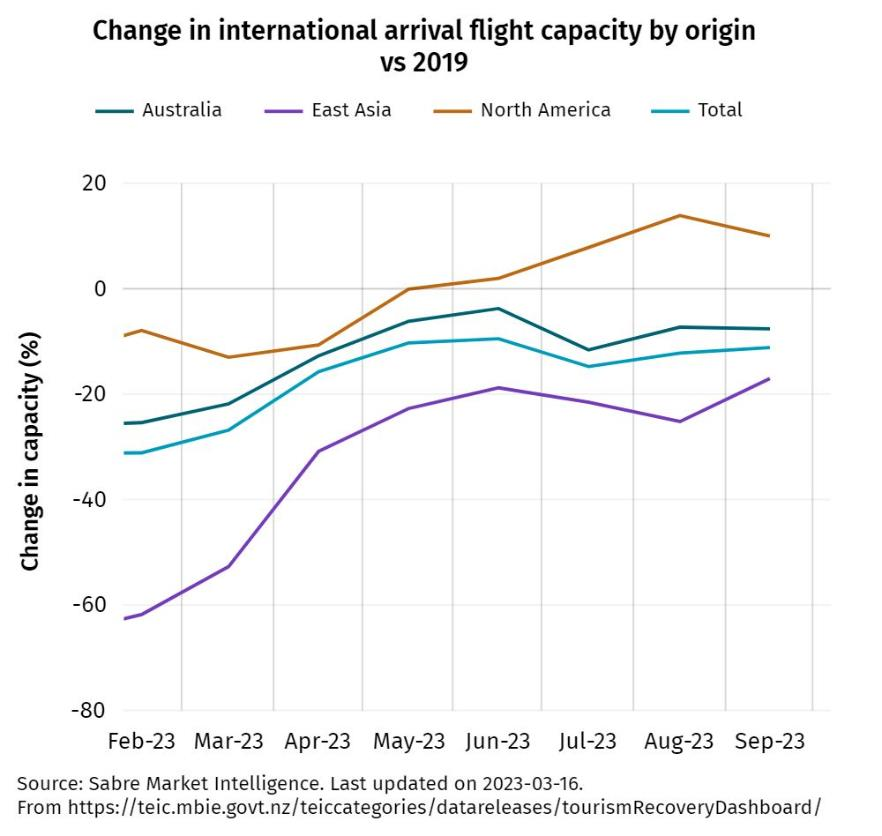 Change in international arrival flight capacity by origin
vs 2019
Australia
East Asia
North America
Total
Change in capacity (%)
20
0
-20
-40
-60
-80
Feb-23 Mar-23 Apr-23 May-23 Jun-23 Jul-23 Aug-23 Sep-23
Source: Sabre Market Intelligence. Last updated on 2023-03-16.
From https://teic.mbie.govt.nz/teiccategories/datareleases/tourismRecoveryDashboard/